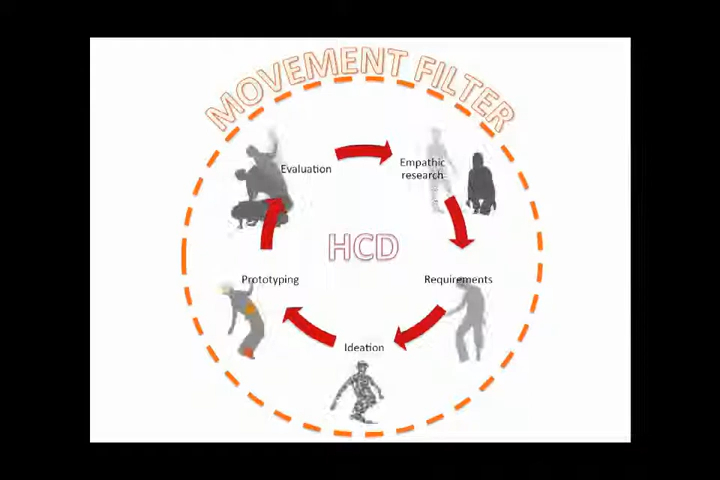 MOVEMENT FILTER
Evaluation
Empathic
research
HCD
Prototyping
Requirements
Ideation